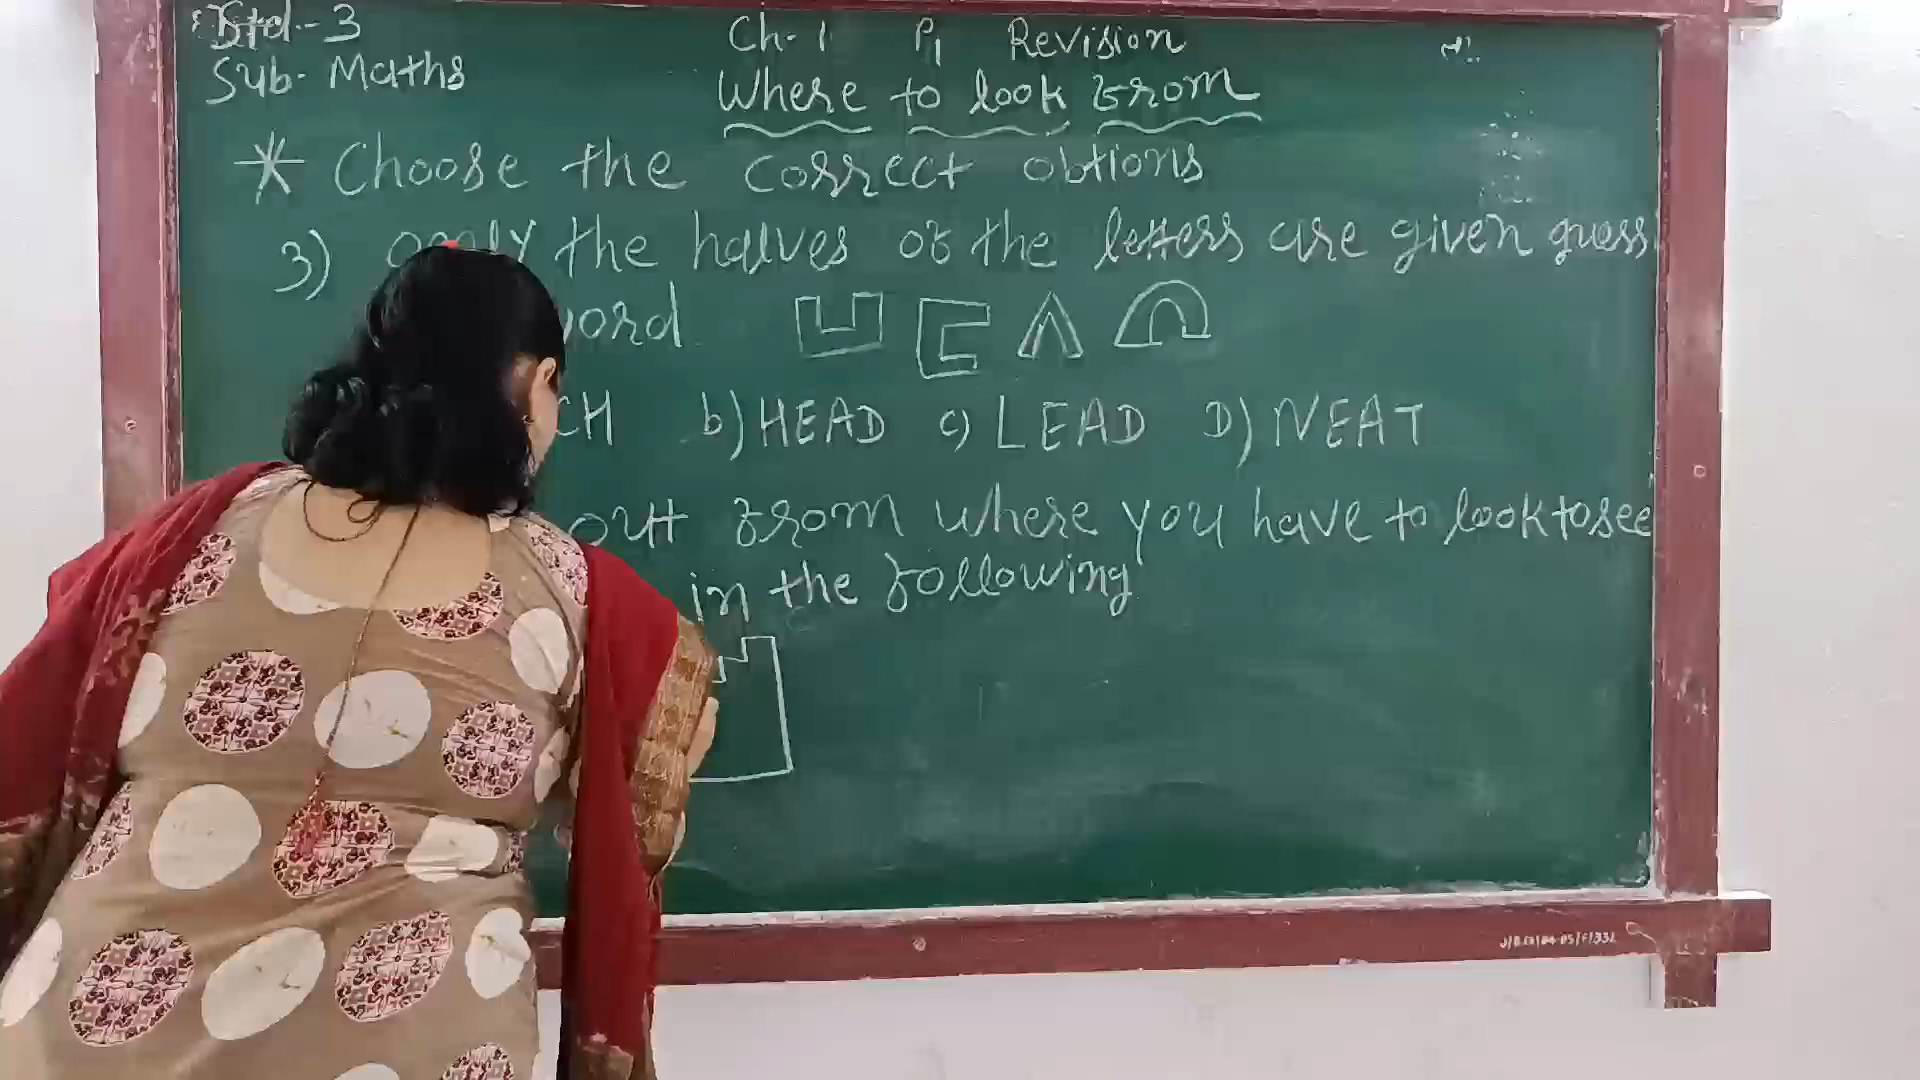 Std-3
Sub- Maths
Ch-1 P1 Revision
Where to look From
* Choose the correct obtions
3) only the halves of the letters are given guess
word
CH b) HEAD c) LEAD D) NEAT
out From where you have to look to see
in the following